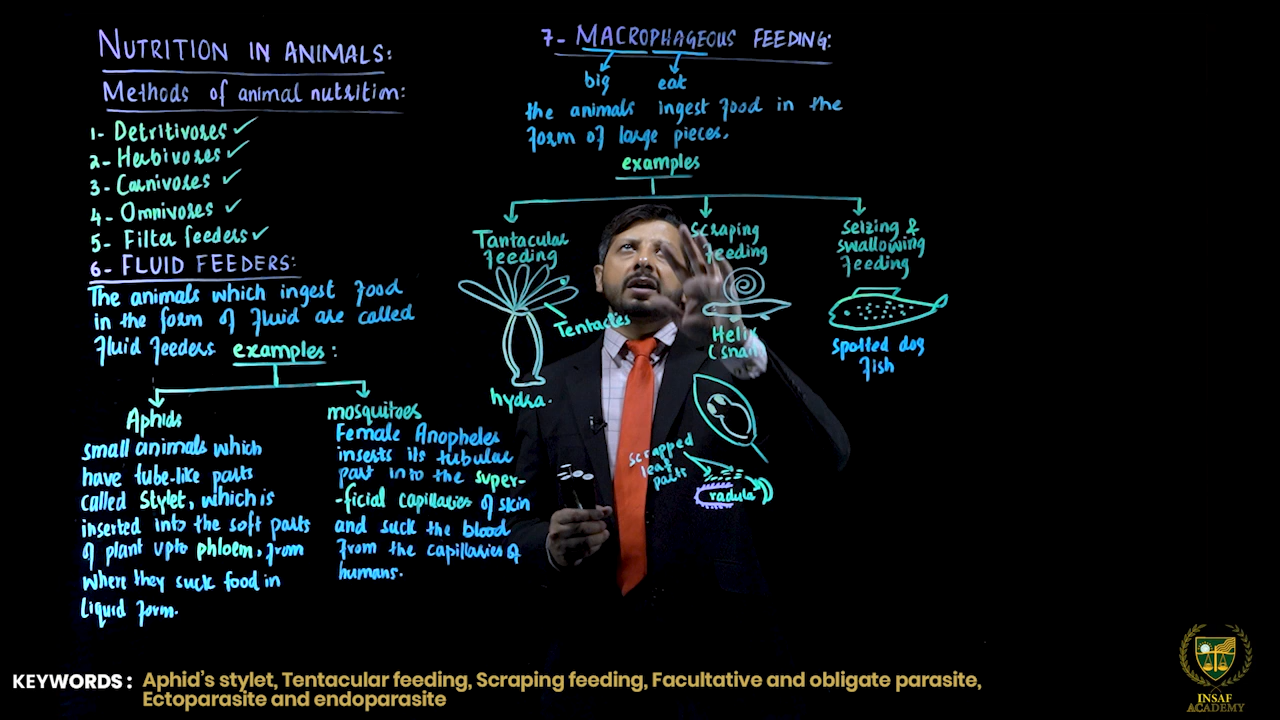 NUTRITION IN ANIMALS:
Methods of animal nutrition:
1- Detritivores ✓
2- Herbivores ✓
3- Carnivores ✓
4- Omnivores ✓
5- Filter feeders ✓
6- FLUID FEEDERS:
The animals which ingest food
in the form of fluid are called
fluid feeders
examples:
Aphids
small animals which
have tube-like parts
called Stylet, which is
inserted into the soft parts
of plant upto phloem, from
where they suck food in
liquid form.
mosquitoes
Female Anopheles
inserts its tubular
part into the super-
-ficial capillaries of skin
and suck the blood
from the capillaries of
humans.
7- MACROPHAGEOUS FEEDING:
big
eat
the animals ingest food in the
form of large pieces.
examples
Tantacular
feeding
Tentacles
hydra.
Scraping
feeding
Helix
(snail
scrapped
leaf
parts
radula
Seizing &
swallowing
feeding
spotted dog
fish
KEYWORDS : Aphid's stylet, Tentacular feeding, Scraping feeding, Facultative and obligate parasite,
Ectoparasite and endoparasite
INSAF
ACADEMY